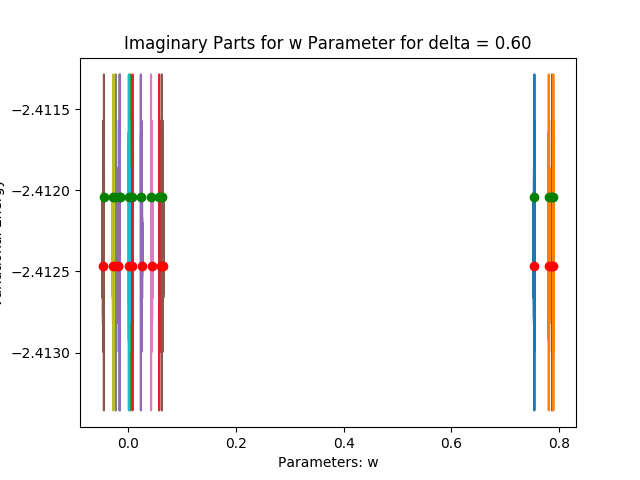 Imaginary Parts for w Parameter for delta = 0.60
−2.4115
−2.4120
−2.4125
−2.4130
0.0 0.2 0.4 0.6 0.8
Parameters: w